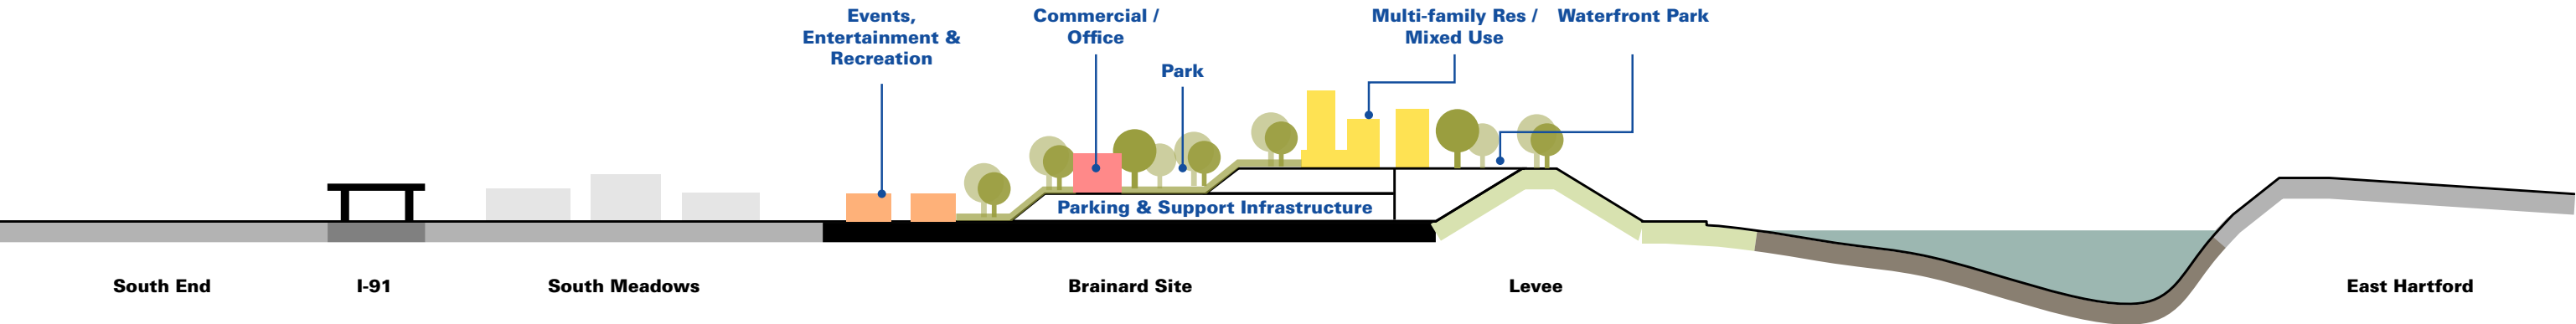 Events,
Entertainment &
Recreation
Commercial /
Office
Park
Multi-family Res /
Mixed Use
Waterfront Park
Parking & Support Infrastructure
South End
I-91
South Meadows
Brainard Site
Levee
East Hartford